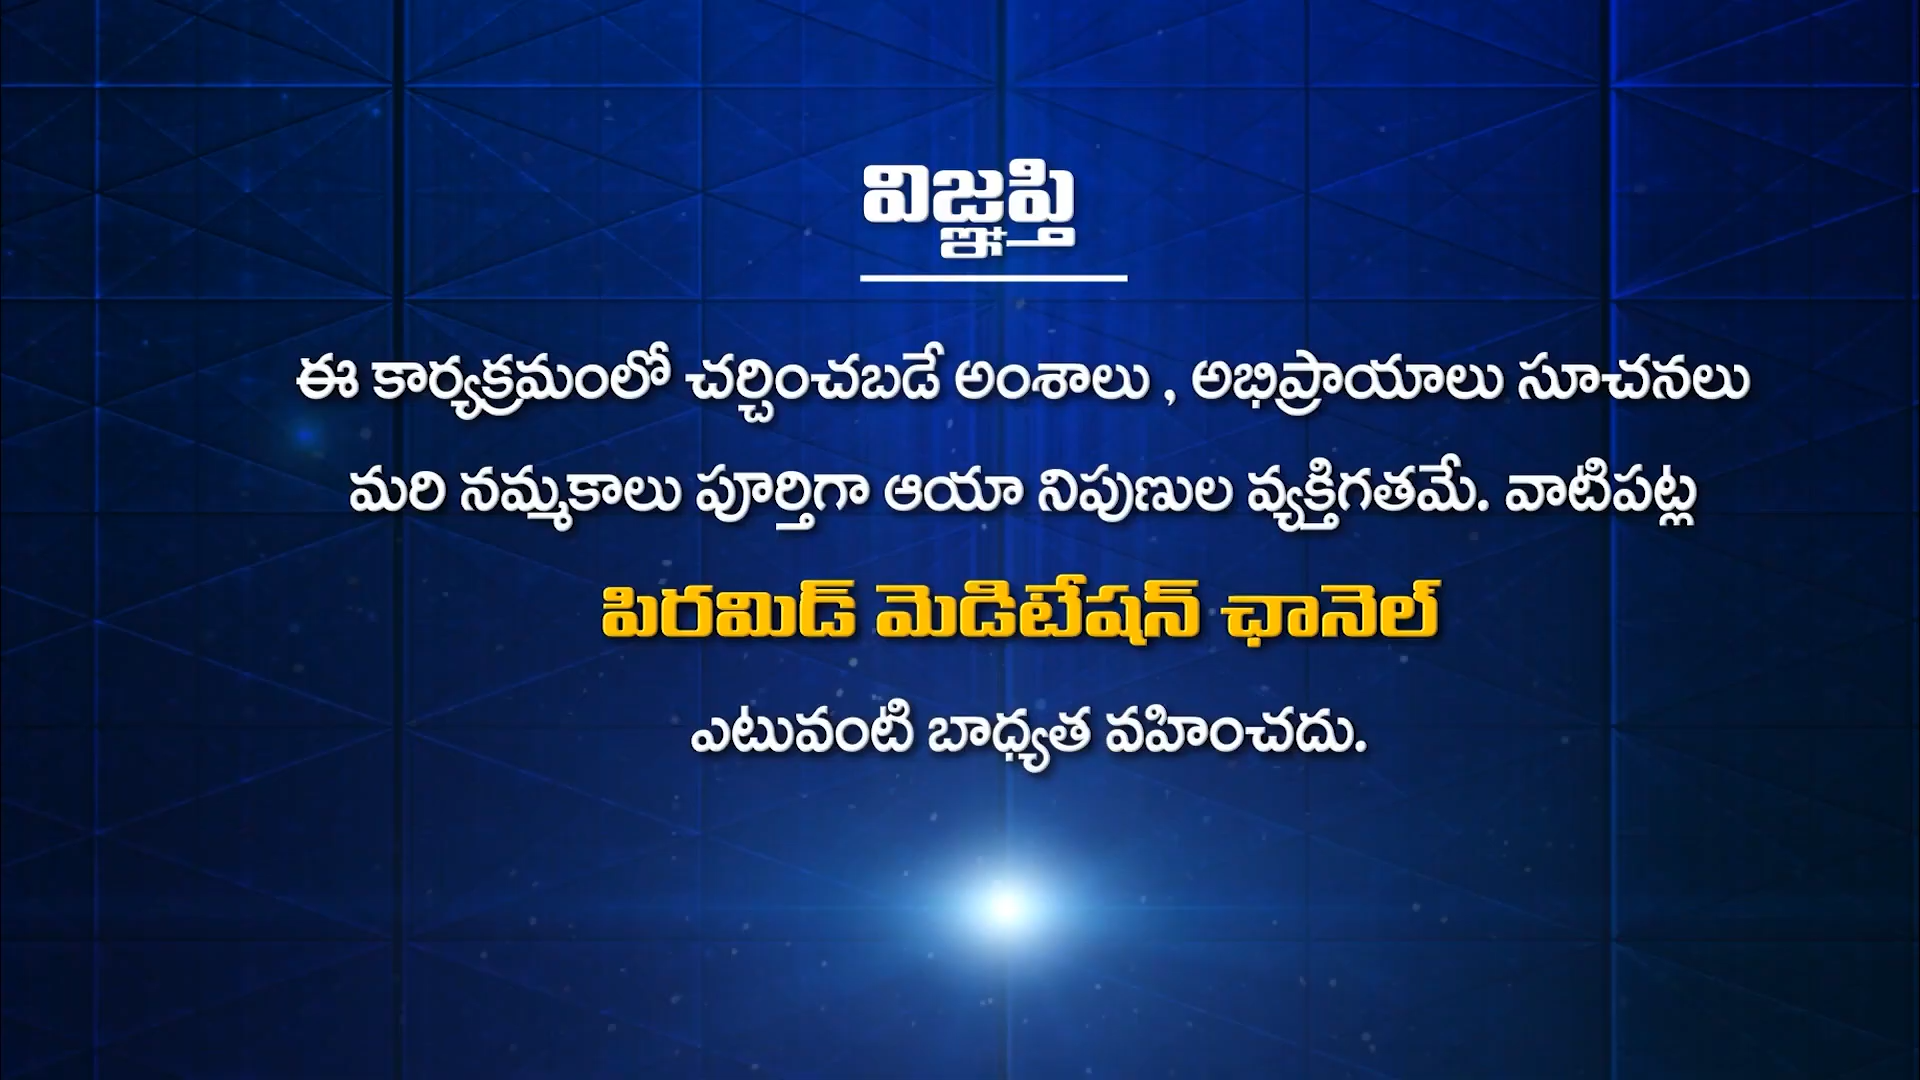 విజ్ఞప్తి
ఈ కార్యక్రమంలో చర్చించబడే అంశాలు , అభిప్రాయాలు సూచనలు
మరి నమ్మకాలు పూర్తిగా ఆయా నిపుణుల వ్యక్తిగతమే. వాటిపట్ల
పిరమిడ్ మెడిటేషన్ ఛానెల్
ఎటువంటి బాధ్యత వహించదు.